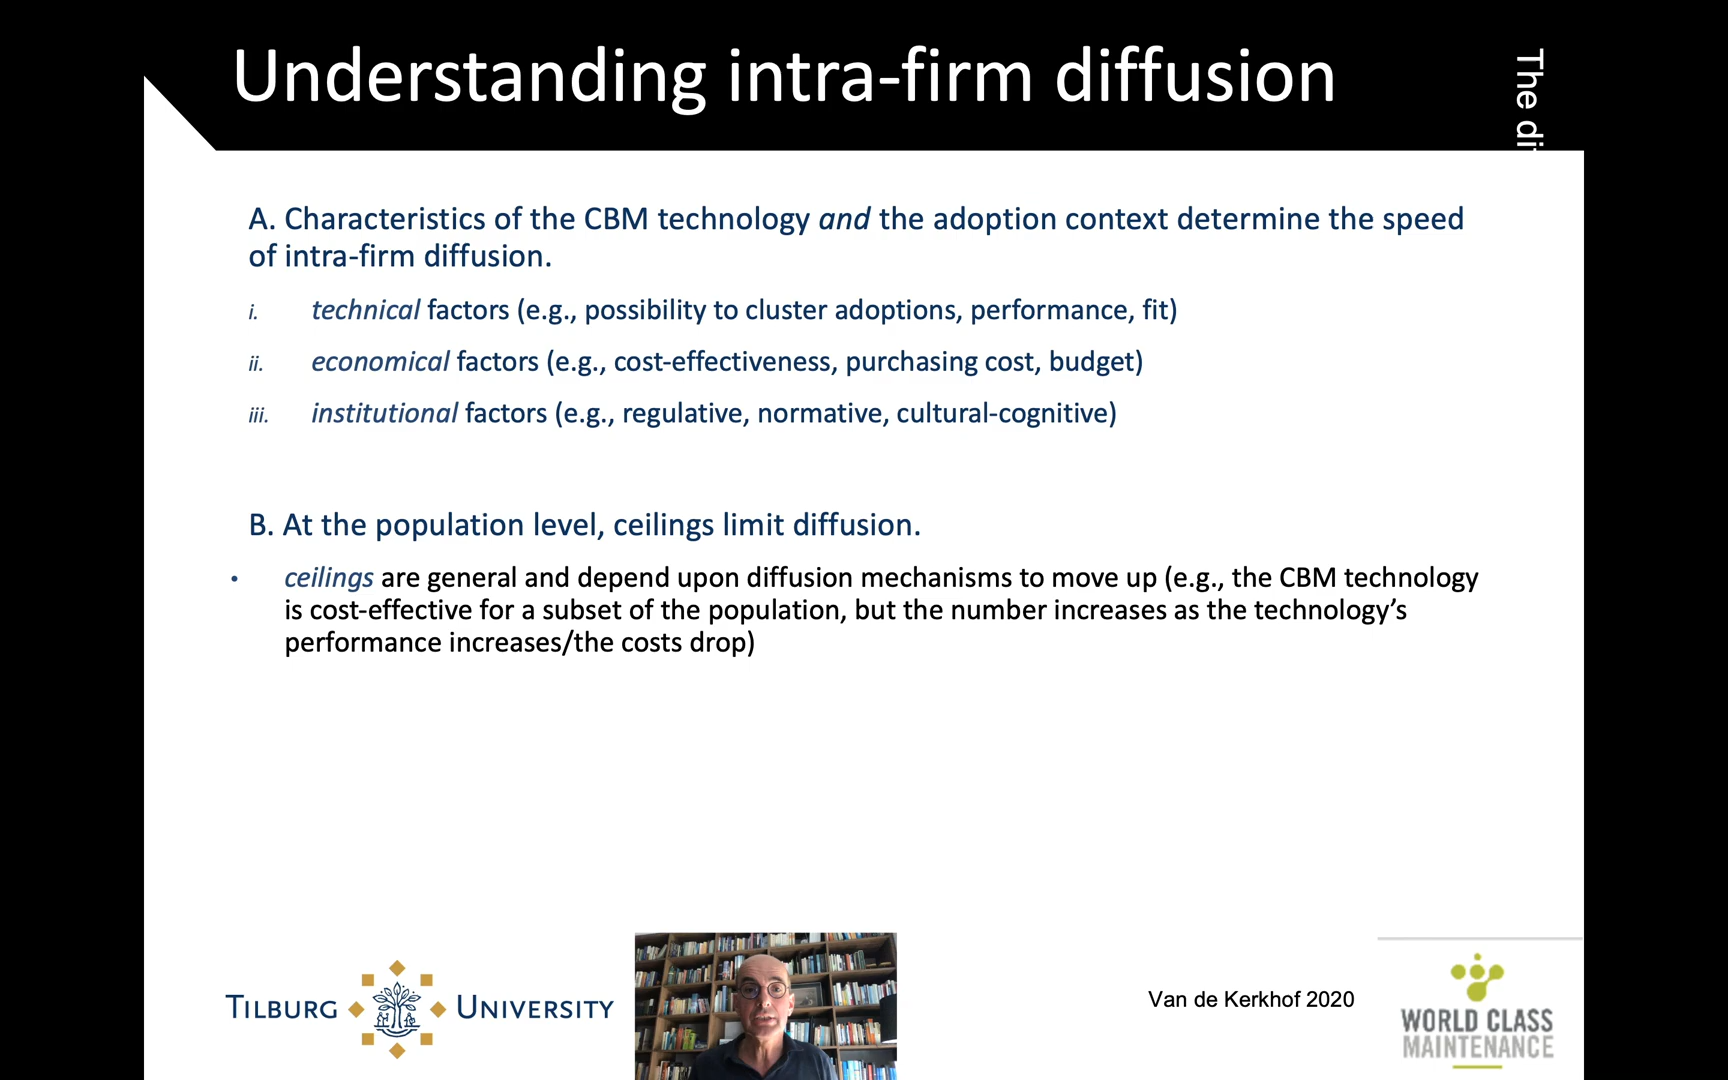 Understanding intra-firm diffusion
The di
A. Characteristics of the CBM technology and the adoption context determine the speed
of intra-firm diffusion.
i. technical factors (e.g., possibility to cluster adoptions, performance, fit)
ii. economical factors (e.g., cost-effectiveness, purchasing cost, budget)
iii. institutional factors (e.g., regulative, normative, cultural-cognitive)
B. At the population level, ceilings limit diffusion.
• ceilings are general and depend upon diffusion mechanisms to move up (e.g., the CBM technology
is cost-effective for a subset of the population, but the number increases as the technology’s
performance increases/the costs drop)
TILBURG UNIVERSITY
Van de Kerkhof 2020
WORLD CLASS
MAINTENANCE